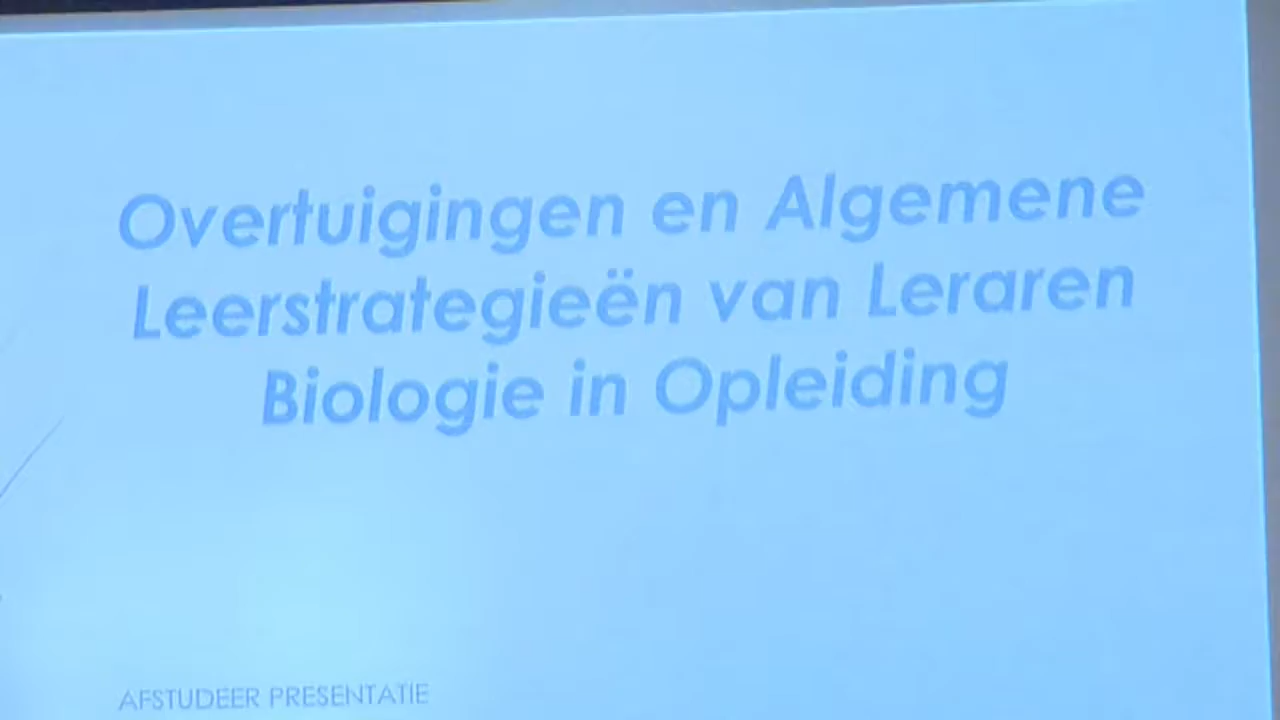 Overtuigingen en Algemene
Leerstrategieën van Leraren
Biologie in Opleiding
AFSTUDEER PRESENTATIE